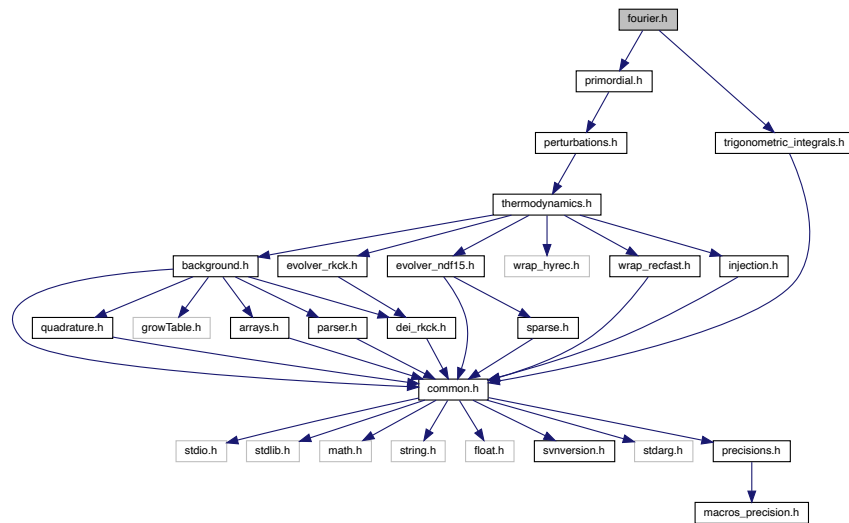 fourier.h
primordial.h
perturbations.h
trigonometric_integrals.h
thermodynamics.h
background.h
evolver_rkck.h
evolver_ndf15.h
wrap_hyrec.h
wrap_recfast.h
injection.h
quadrature.h
growTable.h
arrays.h
parser.h
dei_rkck.h
sparse.h
common.h
stdio.h
stdlib.h
math.h
string.h
float.h
svnversion.h
stdarg.h
precisions.h
macros_precision.h